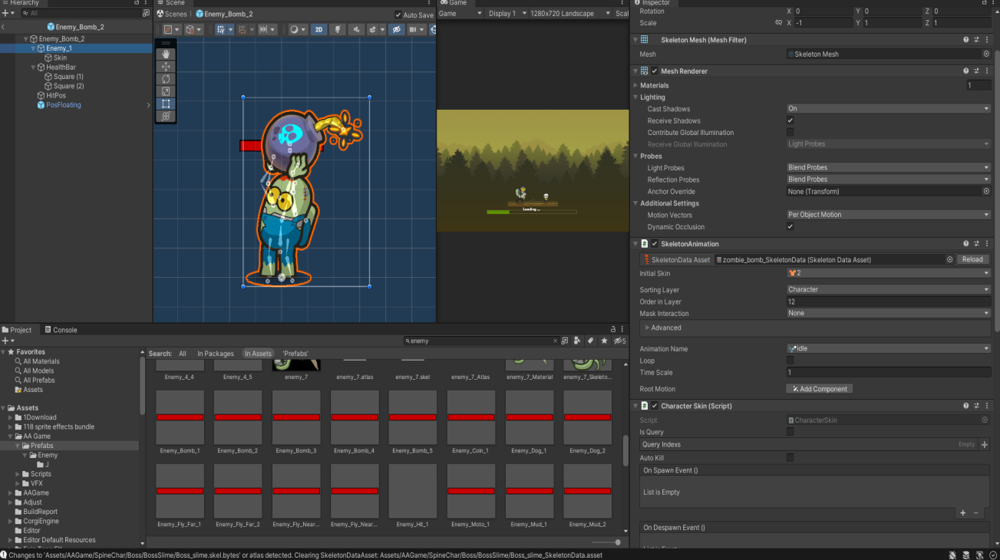 Hierarchy
All
Enemy_Bomb_2
Enemy_Bomb_2
Enemy_1
Skin
HealthBar
Square (1)
Square (2)
HitPos
PosFloating
Scene
Scenes
Enemy_Bomb_2
Auto Save
2D
Game
Game
Display 1
1280x720 Landscape
Scal
Loading ...
Inspector
Rotation X 0 Y 0 Z 0
Scale X -1 Y 1 Z 1
Skeleton Mesh (Mesh Filter)
Mesh Skeleton Mesh
Mesh Renderer
Materials 1
Lighting
Cast Shadows On
Receive Shadows
Contribute Global Illumination
Receive Global Illumination Light Probes
Probes
Light Probes Blend Probes
Reflection Probes Blend Probes
Anchor Override None (Transform)
Additional Settings
Motion Vectors Per Object Motion
Dynamic Occlusion
SkeletonAnimation
SkeletonData Asset zombie_bomb_SkeletonData (Skeleton Data Asset) Reload
Initial Skin 2
Sorting Layer Character
Order in Layer 12
Mask Interaction None
Advanced
Animation Name idle
Loop
Time Scale 1
Root Motion Add Component
Character Skin (Script)
Script CharacterSkin
Is Query
Query Indexs Empty
Auto Kill
On Spawn Event ()
List is Empty
On Despawn Event ()
List is Empty
Project
Console
enemy
5
Favorites
All Materials
All Models
All Prefabs
Assets
Assets
1Download
118 sprite effects bundle
AA Game
Prefabs
Enemy
J
Scripts
VFX
AAGame
Adjust
BuildReport
CorgiEngine
Editor
Editor Default Resources
Search: All In Packages In Assets 'Prefabs'
Enemy_4_4 Enemy_4_5 enemy_7 enemy_7.atlas enemy_7.skel enemy_7_Atlas enemy_7_Material enemy_7_Skeleto...
Enemy_Bomb_1 Enemy_Bomb_2 Enemy_Bomb_3 Enemy_Bomb_4 Enemy_Bomb_5 Enemy_Coin_1 Enemy_Dog_1 Enemy_Dog_2
Enemy_Fly_Far_1 Enemy_Fly_Far_2 Enemy_Fly_Near... Enemy_Fly_Near... Enemy_Hit_1 Enemy_Moto_1 Enemy_Mud_1 Enemy_Mud_2
Changes to 'Assets/AAGame/SpineChar/Boss/BossSlime/Boss_slime.skel.bytes' or atlas detected. Clearing SkeletonDataAsset: Assets/AAGame/SpineChar/Boss/BossSlime/Boss_slime_SkeletonData.asset